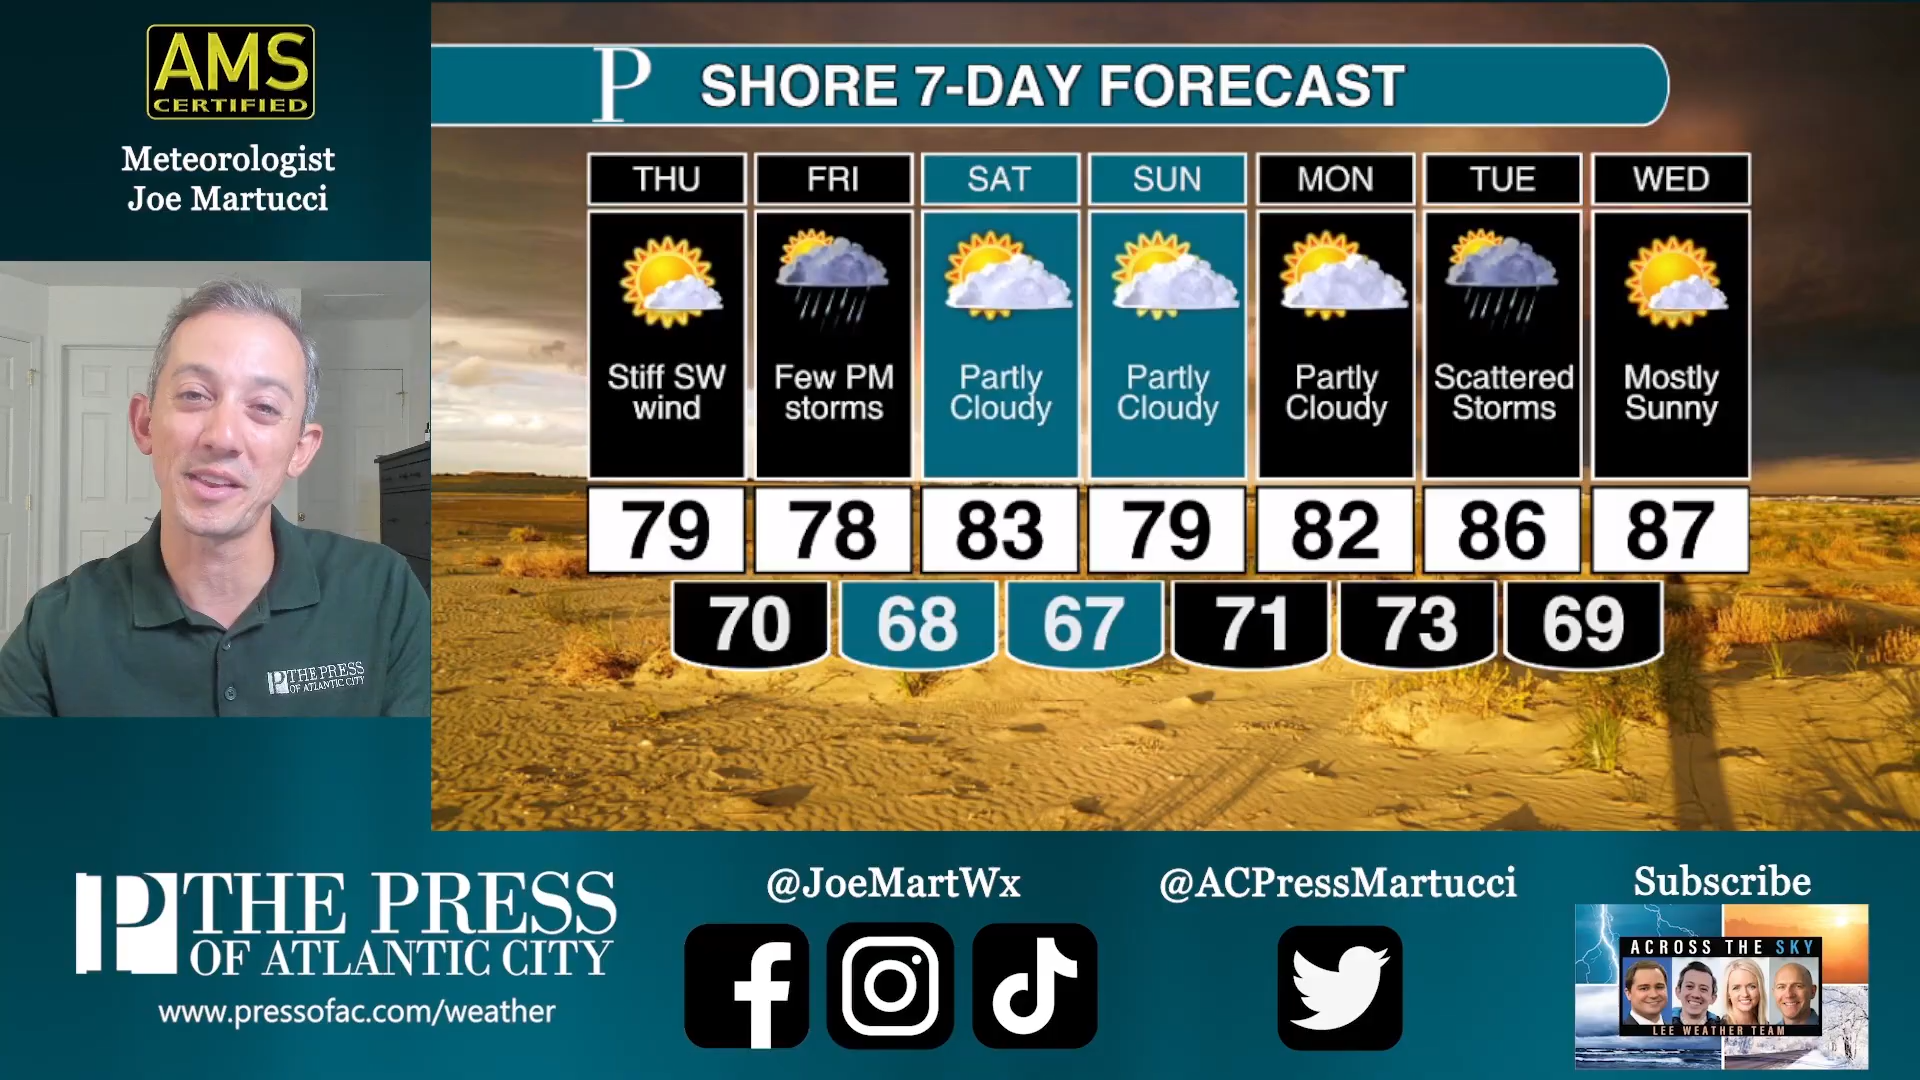 AMS
CERTIFIED
Meteorologist
Joe Martucci
P SHORE 7-DAY FORECAST
THU FRI SAT SUN MON TUE WED
Stiff SW
wind
Few PM
storms
Partly
Cloudy
Partly
Cloudy
Partly
Cloudy
Scattered
Storms
Mostly
Sunny
79 78 83 79 82 86 87
70 68 67 71 73 69
P THE PRESS
OF ATLANTIC CITY
P THE PRESS
OF ATLANTIC CITY
www.pressofac.com/weather
@JoeMartWx
@ACPressMartucci
Subscribe
ACROSS THE SKY
LEE WEATHER TEAM